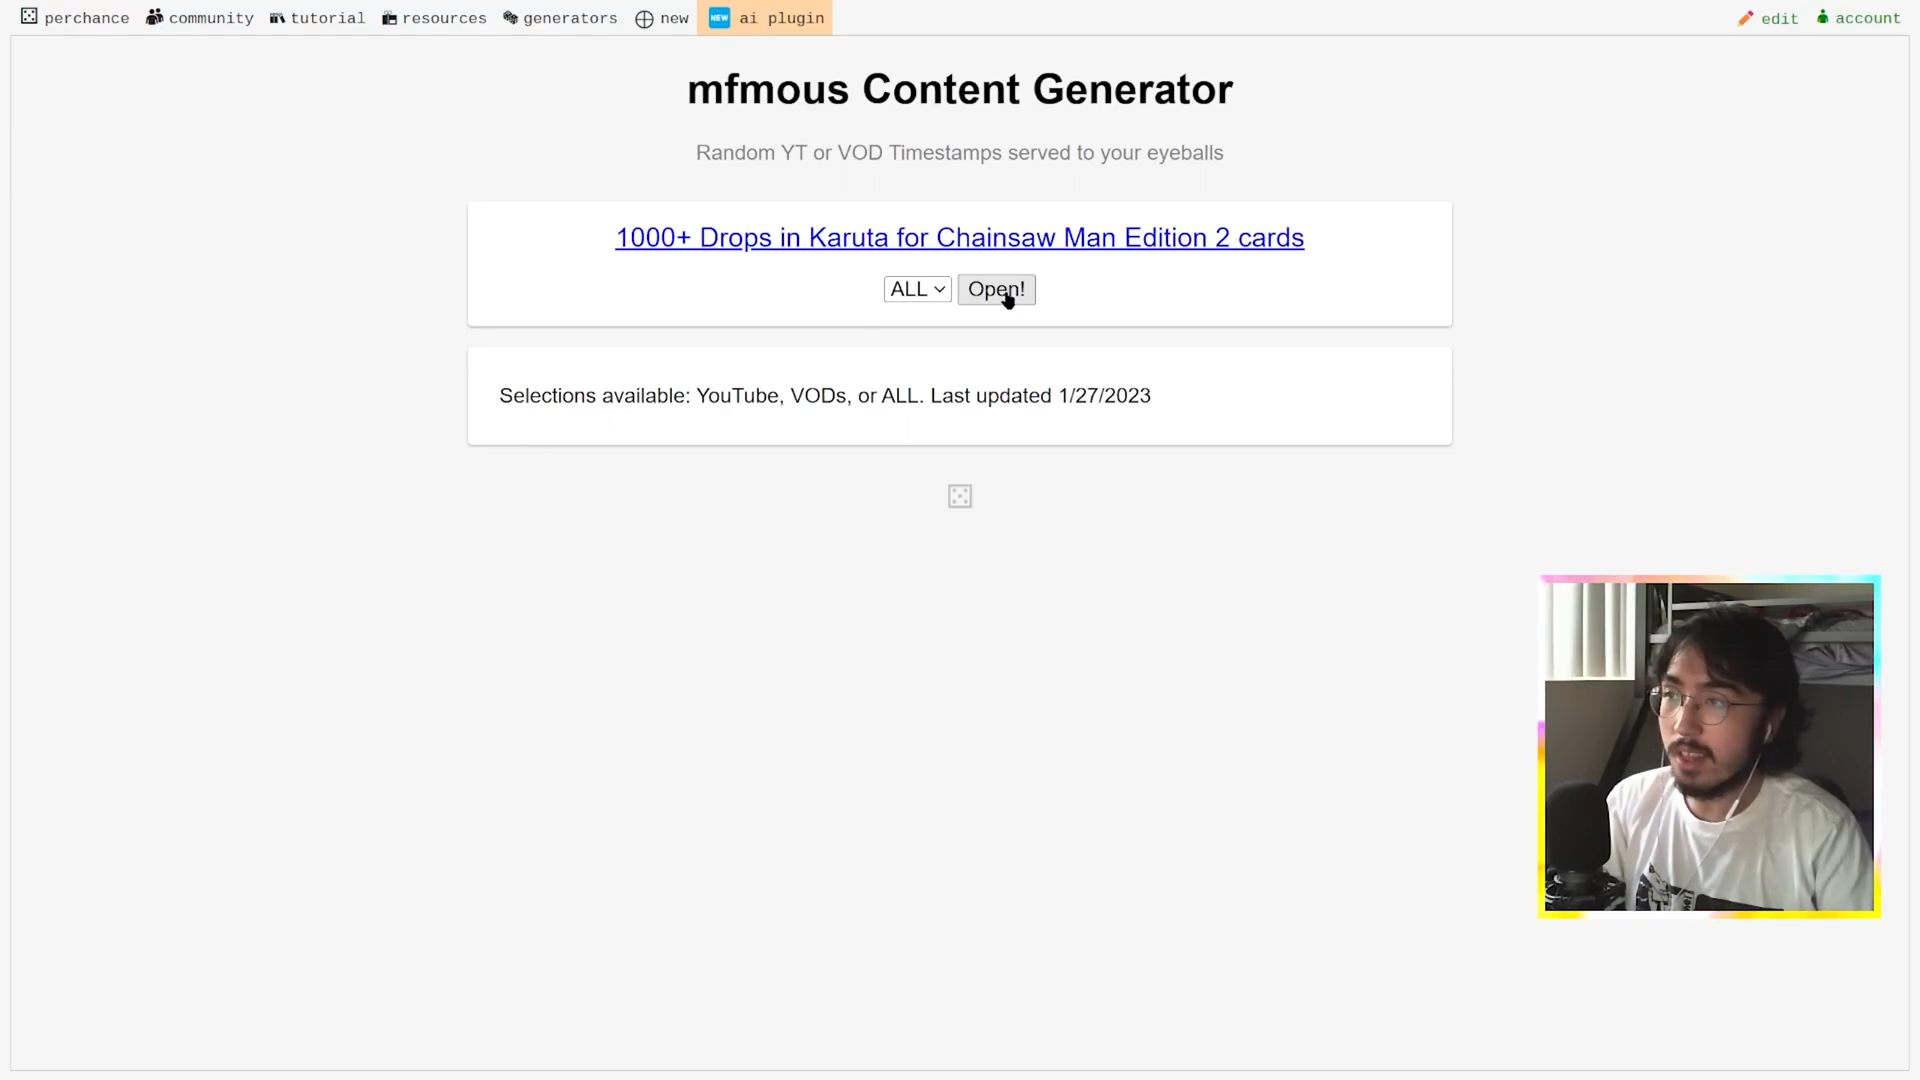 perchance community tutorial resources generators new NEW ai plugin edit account
mfmous Content Generator
Random YT or VOD Timestamps served to your eyeballs
1000+ Drops in Karuta for Chainsaw Man Edition 2 cards
ALL Open!
Selections available: YouTube, VODs, or ALL. Last updated 1/27/2023